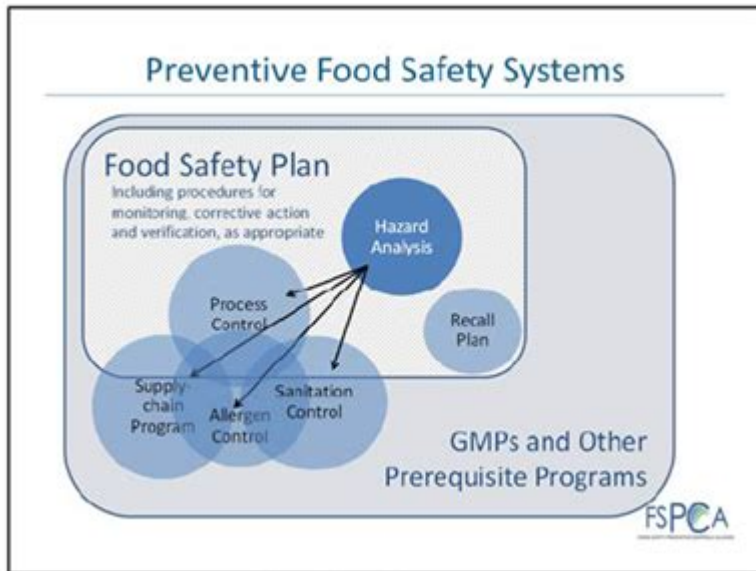 Preventive Food Safety Systems
Food Safety Plan
Including procedures for
monitoring, corrective action
and verification, as appropriate
Hazard
Analysis
Process
Control
Recall
Plan
Supply-
chain
Program
Allergen
Control
Sanitation
Control
GMPs and Other
Prerequisite Programs
FSPCA